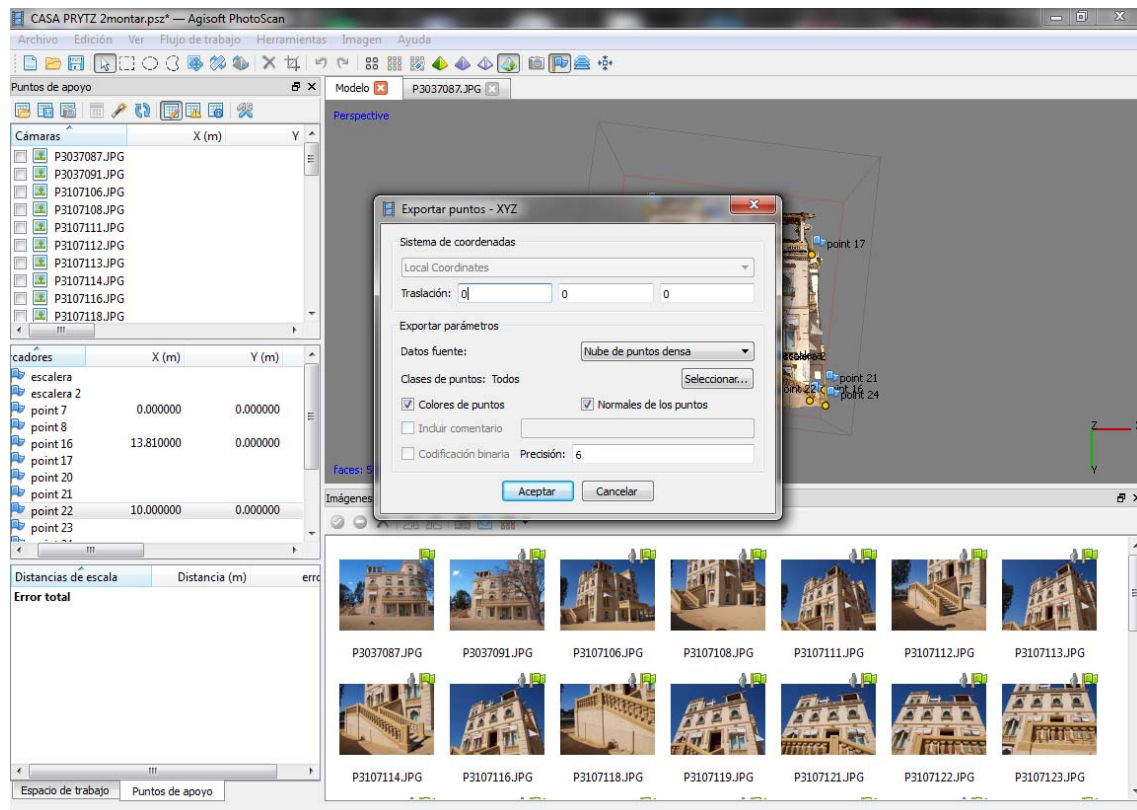 CASA PRYTZ 2montar.psz* — Agisoft PhotoScan
Archivo Edición Ver Flujo de trabajo Herramientas Imagen Ayuda
Puntos de apoyo
Cámaras X (m) Y
P3037087.JPG
P3037091.JPG
P3107106.JPG
P3107108.JPG
P3107111.JPG
P3107112.JPG
P3107113.JPG
P3107114.JPG
P3107116.JPG
P3107118.JPG
rcadores X (m) Y (m)
escalera
escalera 2
point 7 0.000000 0.000000
point 8
point 16 13.810000 0.000000
point 17
point 20
point 21
point 22 10.000000 0.000000
point 23
Distancias de escala Distancia (m) erro
Error total
Espacio de trabajo Puntos de apoyo
Modelo P3037087.JPG
Perspective
point 17
point 21
point 22
point 16
point 24
Z
Y
faces: 5
Exportar puntos - XYZ
Sistema de coordenadas
Local Coordinates
Traslación: 0 0 0
Exportar parámetros
Datos fuente: Nube de puntos densa
Clases de puntos: Todos Seleccionar...
Colores de puntos Normales de los puntos
Incluir comentario
Codificación binaria Precisión: 6
Aceptar Cancelar
Imágenes
P3037087.JPG P3037091.JPG P3107106.JPG P3107108.JPG P3107111.JPG P3107112.JPG P3107113.JPG
P3107114.JPG P3107116.JPG P3107118.JPG P3107119.JPG P3107121.JPG P3107122.JPG P3107123.JPG